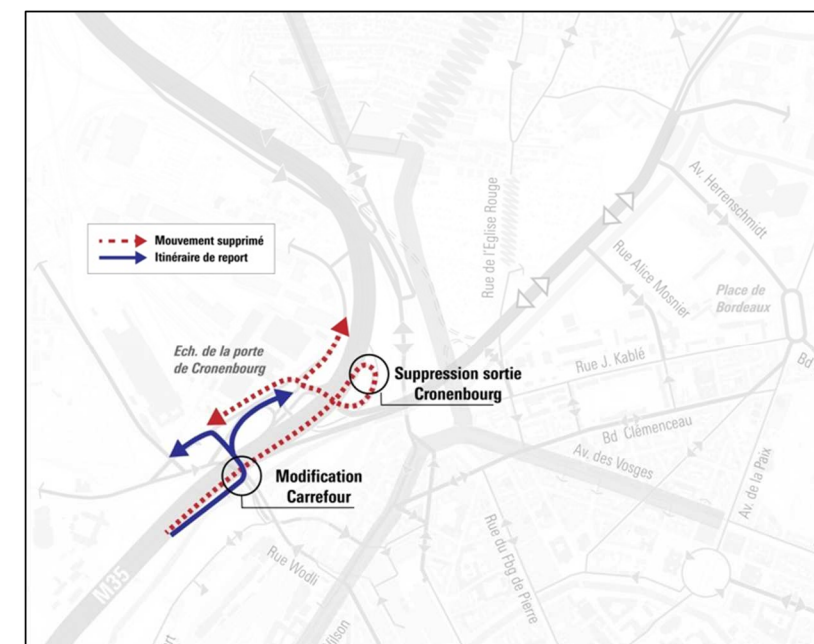 Av. Herrenschmidt
Rue de l'Eglise Rouge
Mouvement supprimé
Itinéraire de report
Rue Alice Mosnier
Place de
Bordeaux
Ech. de la porte
de Cronenbourg
Rue J. Kablé
Bd
Suppression sortie
Cronenbourg
Bd Clémenceau
Av. des Vosges
Av. de la Paix
Modification
Carrefour
Rue du Fbg de Pierre
Rue Wodli
M35